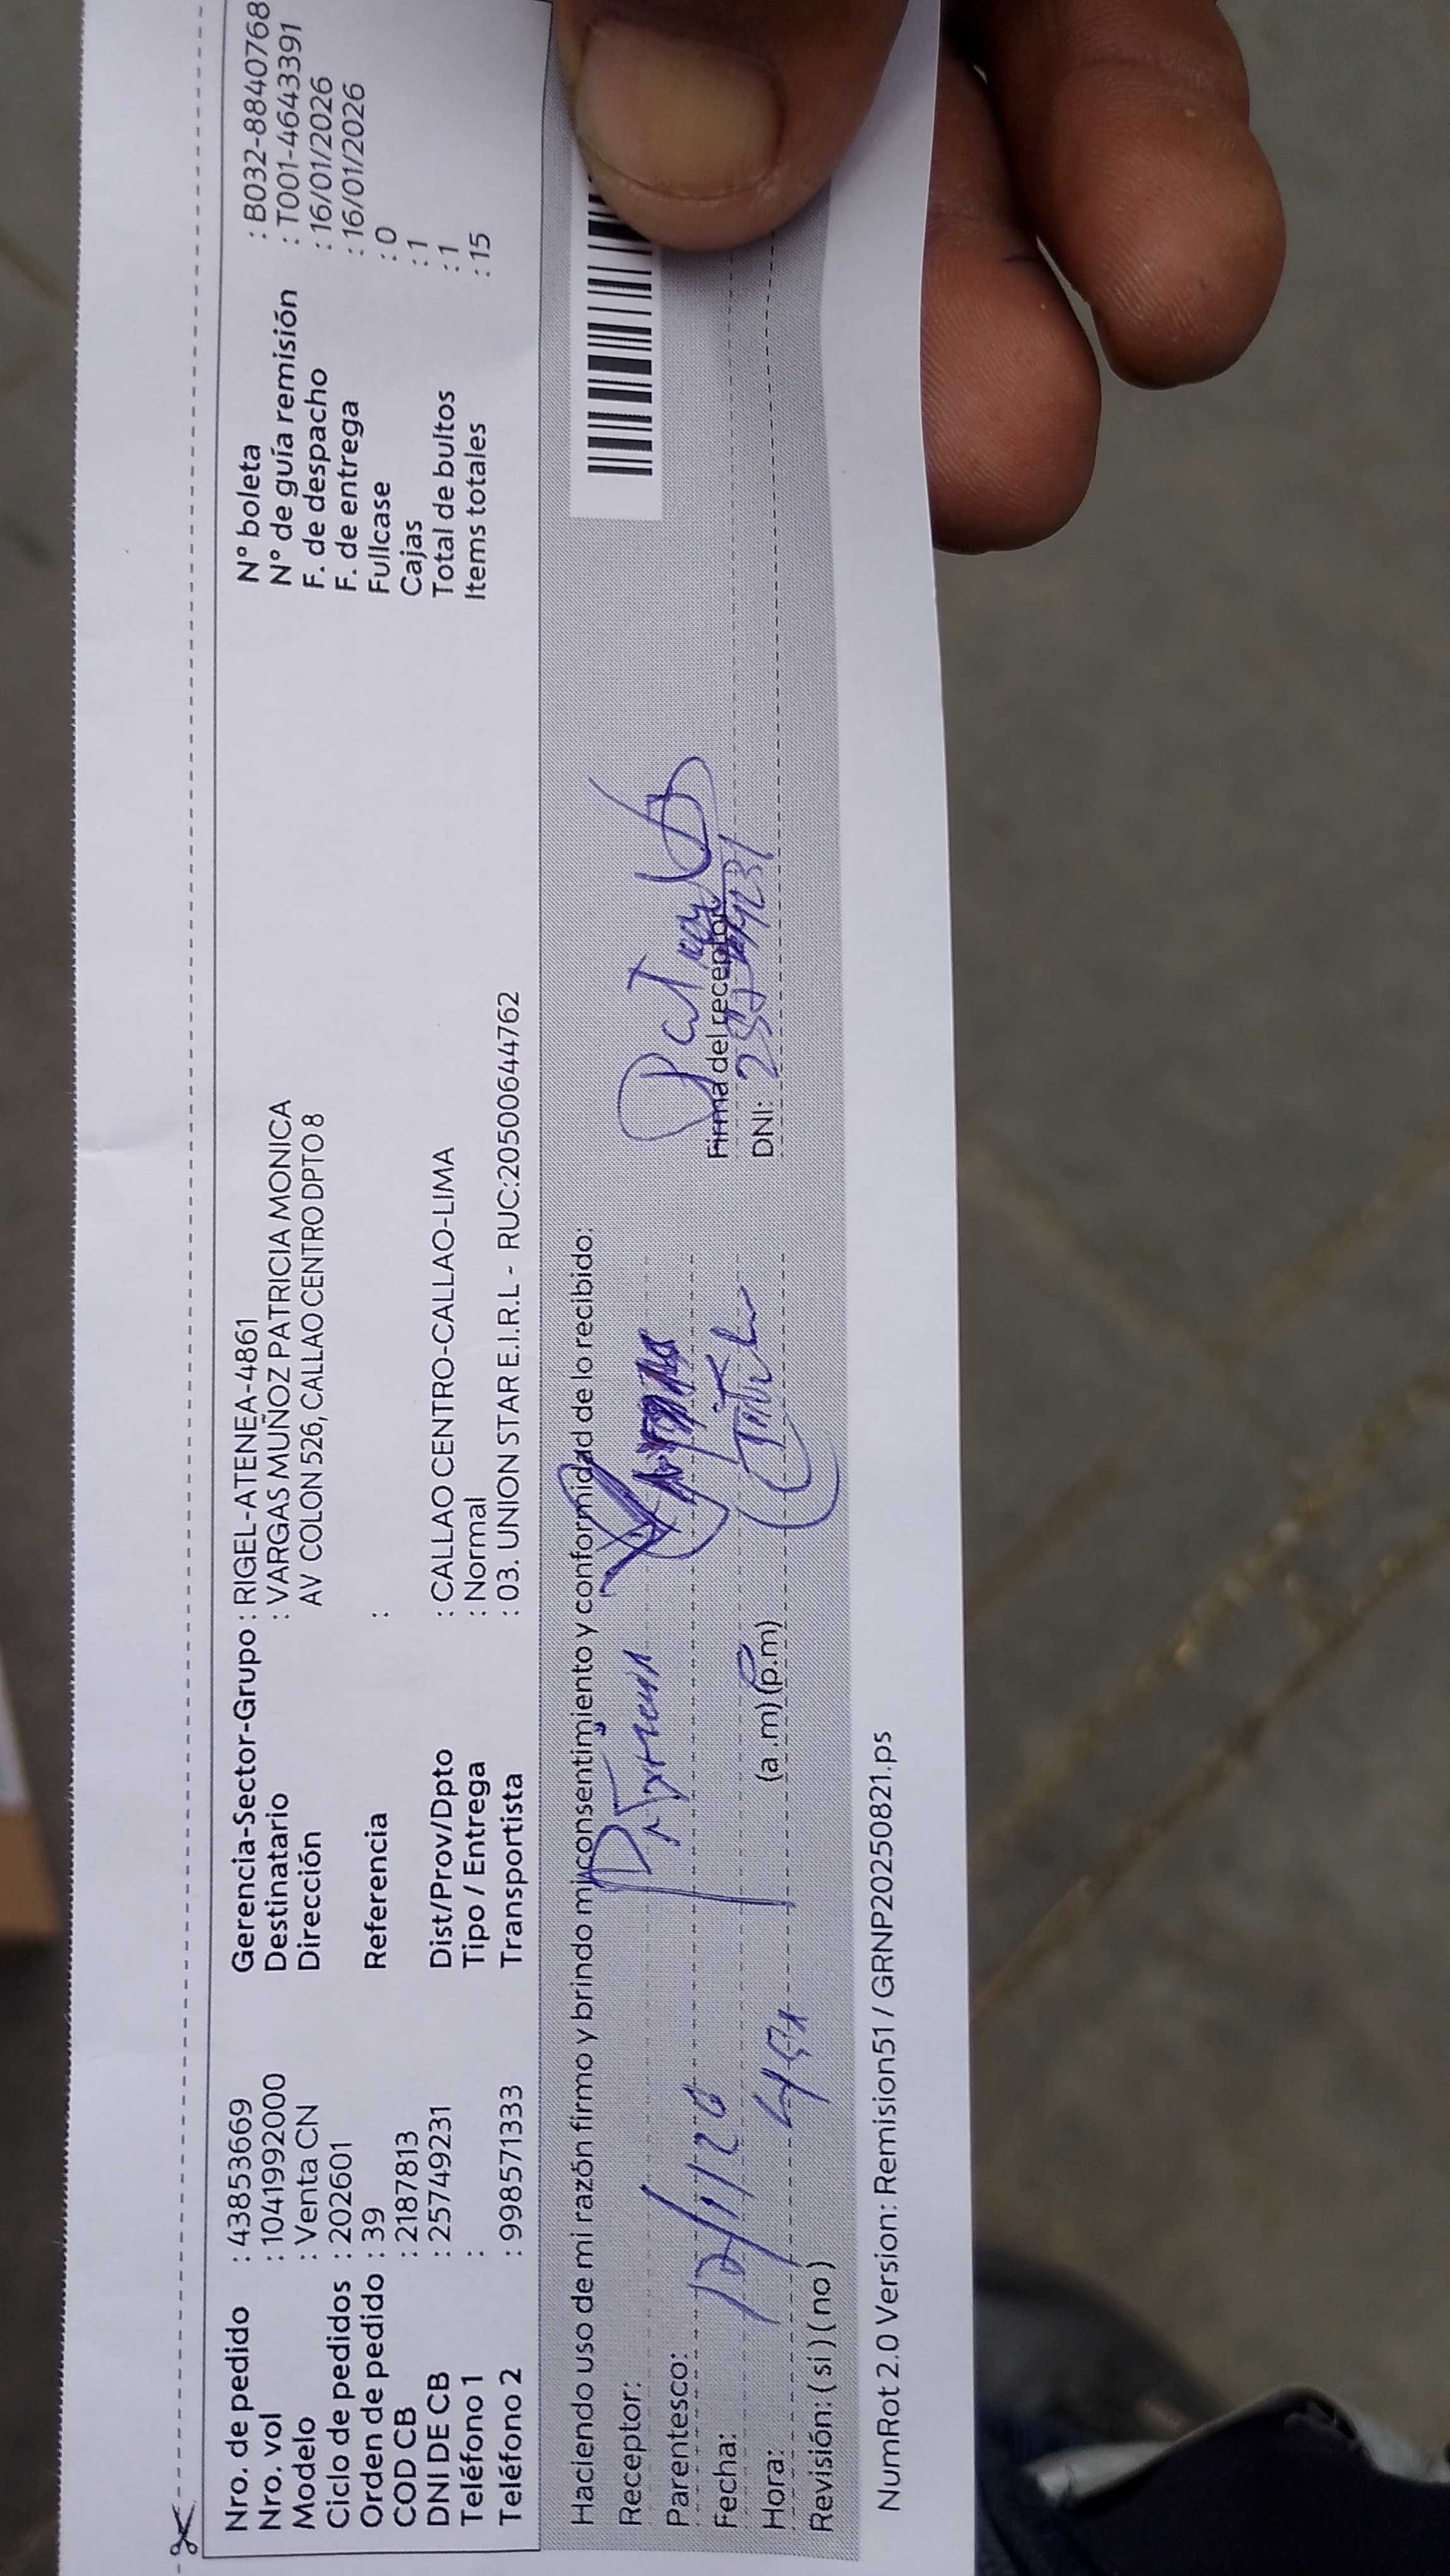 Nro. de pedido : 43853669 Gerencia-Sector-Grupo : RIGEL-ATENEA-4861 N° boleta : B032-8840768
Nro. vol : 1041992000 Destinatario : VARGAS MUÑOZ PATRICIA MONICA N° de guía remisión : T001-4643391
Modelo : Venta CN Dirección AV COLON 526, CALLAO CENTRO DPTO 8 F. de despacho : 16/01/2026
Ciclo de pedidos : 202601 F. de entrega : 16/01/2026
Orden de pedido : 39 Referencia : Fullcase : 0
COD CB : 2187813 Cajas : 1
DNI DE CB : 25749231 Dist/Prov/Dpto : CALLAO CENTRO-CALLAO-LIMA Total de bultos : 1
Teléfono 1 : Tipo / Entrega : Normal Items totales : 15
Teléfono 2 : 998571333 Transportista : 03. UNION STAR E.I.R.L - RUC:20500644762
Haciendo uso de mi razón firmo y brindo mi consentimiento y conformidad de lo recibido:
Receptor:
Parentesco: Firma del receptor
Fecha: DNI:
Hora: (a .m) (p.m)
Revisión: ( si ) ( no )
NumRot 2.0 Version: Remision51 / GRNP20250821.ps